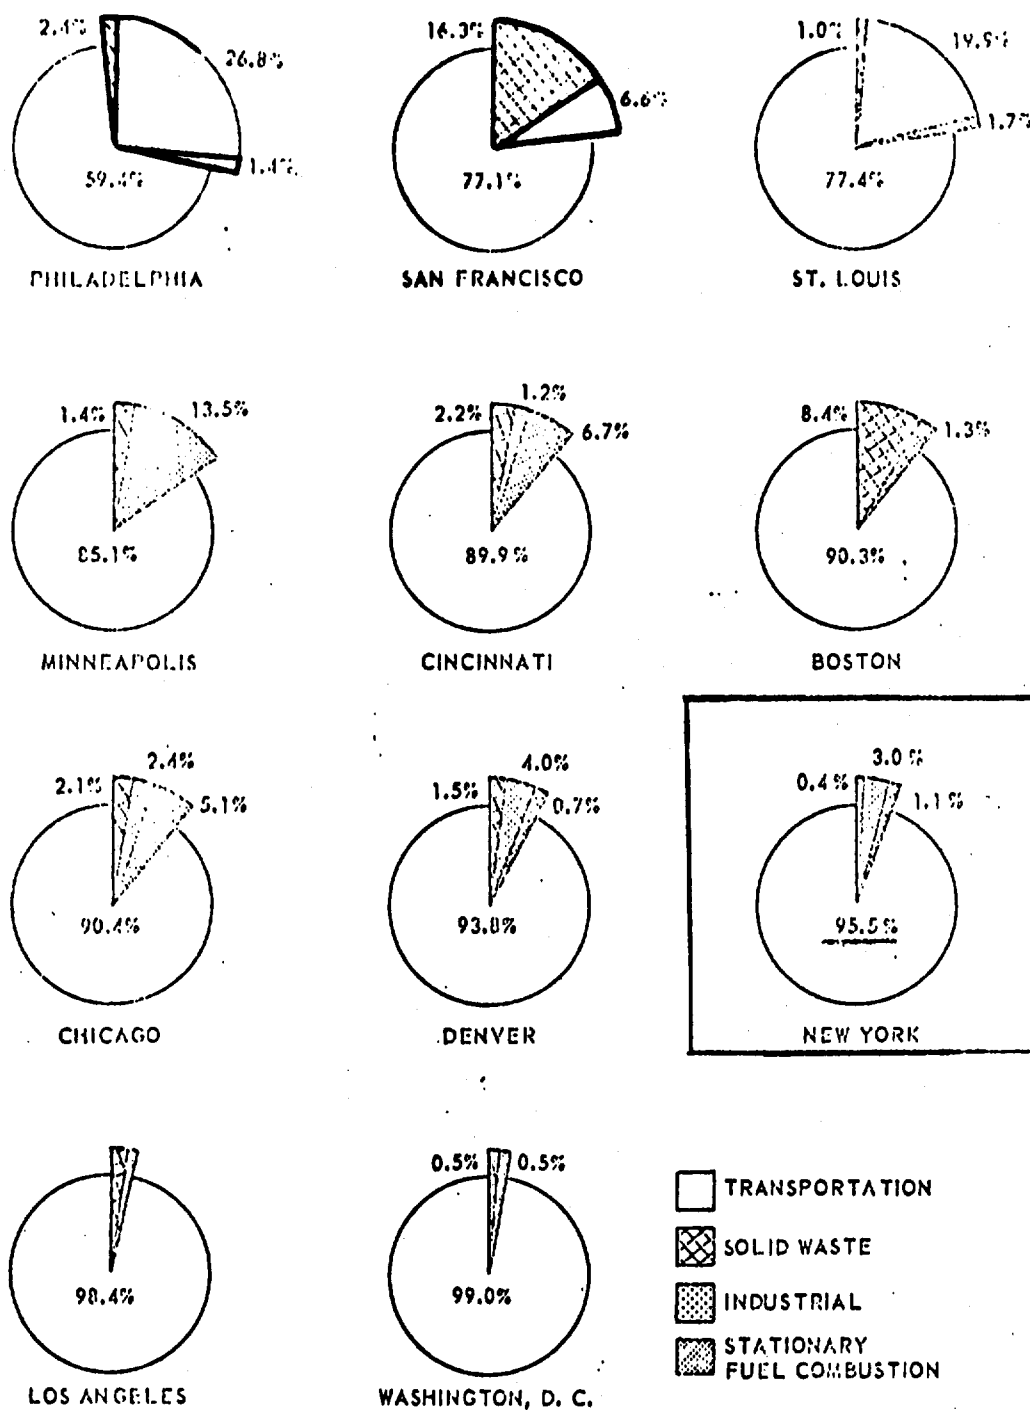 2.4%
26.8%
1.4%
59.4%
PHILADELPHIA
16.3%
6.6%
77.1%
SAN FRANCISCO
1.0%
19.9%
1.7%
77.4%
ST. LOUIS
1.4%
13.5%
85.1%
MINNEAPOLIS
2.2%
1.2%
6.7%
89.9%
CINCINNATI
8.4%
1.3%
90.3%
BOSTON
2.1%
2.4%
5.1%
90.4%
CHICAGO
1.5%
4.0%
0.7%
93.8%
DENVER
0.4%
3.0%
1.1%
95.5%
NEW YORK
98.4%
LOS ANGELES
0.5%
0.5%
99.0%
WASHINGTON, D. C.
TRANSPORTATION
SOLID WASTE
INDUSTRIAL
STATIONARY
FUEL COMBUSTION